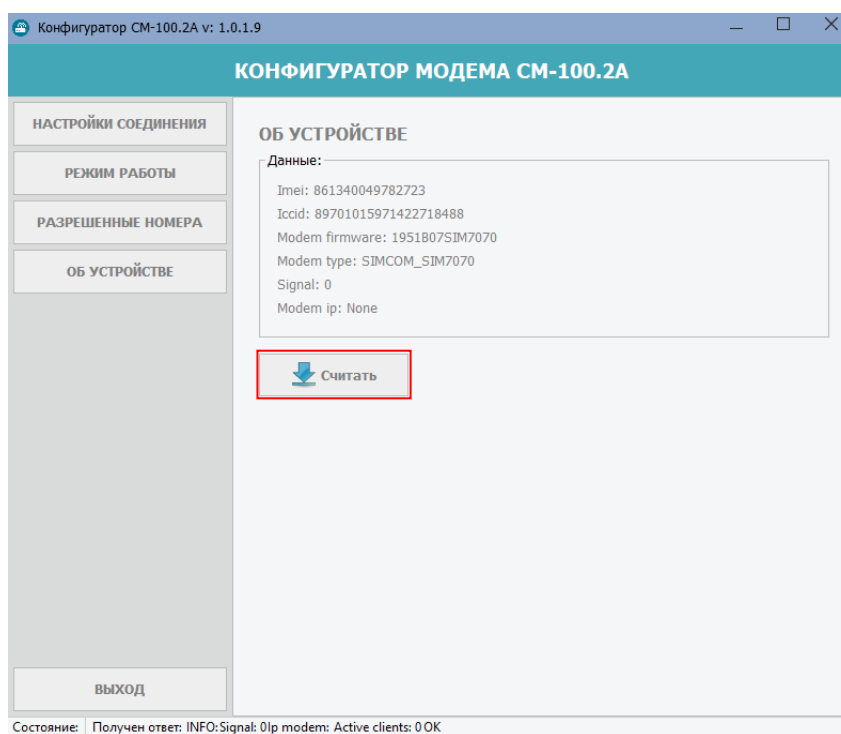 Конфигуратор СМ-100.2А v: 1.0.1.9
КОНФИГУРАТОР МОДЕМА СМ-100.2А
НАСТРОЙКИ СОЕДИНЕНИЯ
РЕЖИМ РАБОТЫ
РАЗРЕШЕННЫЕ НОМЕРА
ОБ УСТРОЙСТВЕ
ВЫХОД
ОБ УСТРОЙСТВЕ
Данные:
Imei: 861340049782723
Iccid: 89701015971422718488
Modem firmware: 1951B07SIM7070
Modem type: SIMCOM_SIM7070
Signal: 0
Modem ip: None
Считать
Состояние: Получен ответ: INFO:Signal: 0Ip modem: Active clients: 0 OK